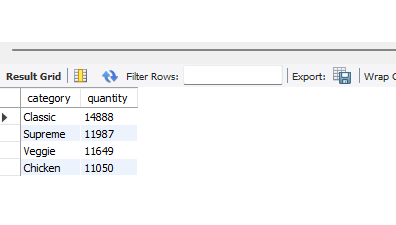 Result Grid Filter Rows: Export: Wrap C
category quantity
Classic 14888
Supreme 11987
Veggie 11649
Chicken 11050